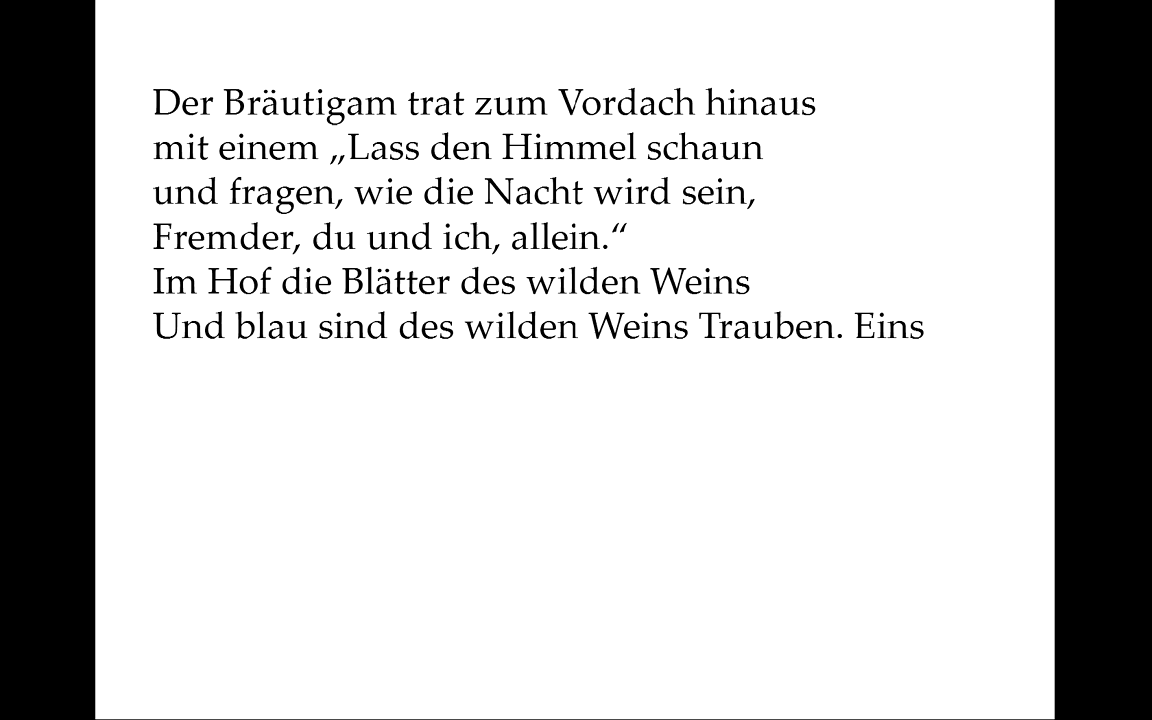 Der Bräutigam trat zum Vordach hinaus
mit einem „Lass den Himmel schaun
und fragen, wie die Nacht wird sein,
Fremder, du und ich, allein.“
Im Hof die Blätter des wilden Weins
Und blau sind des wilden Weins Trauben. Eins